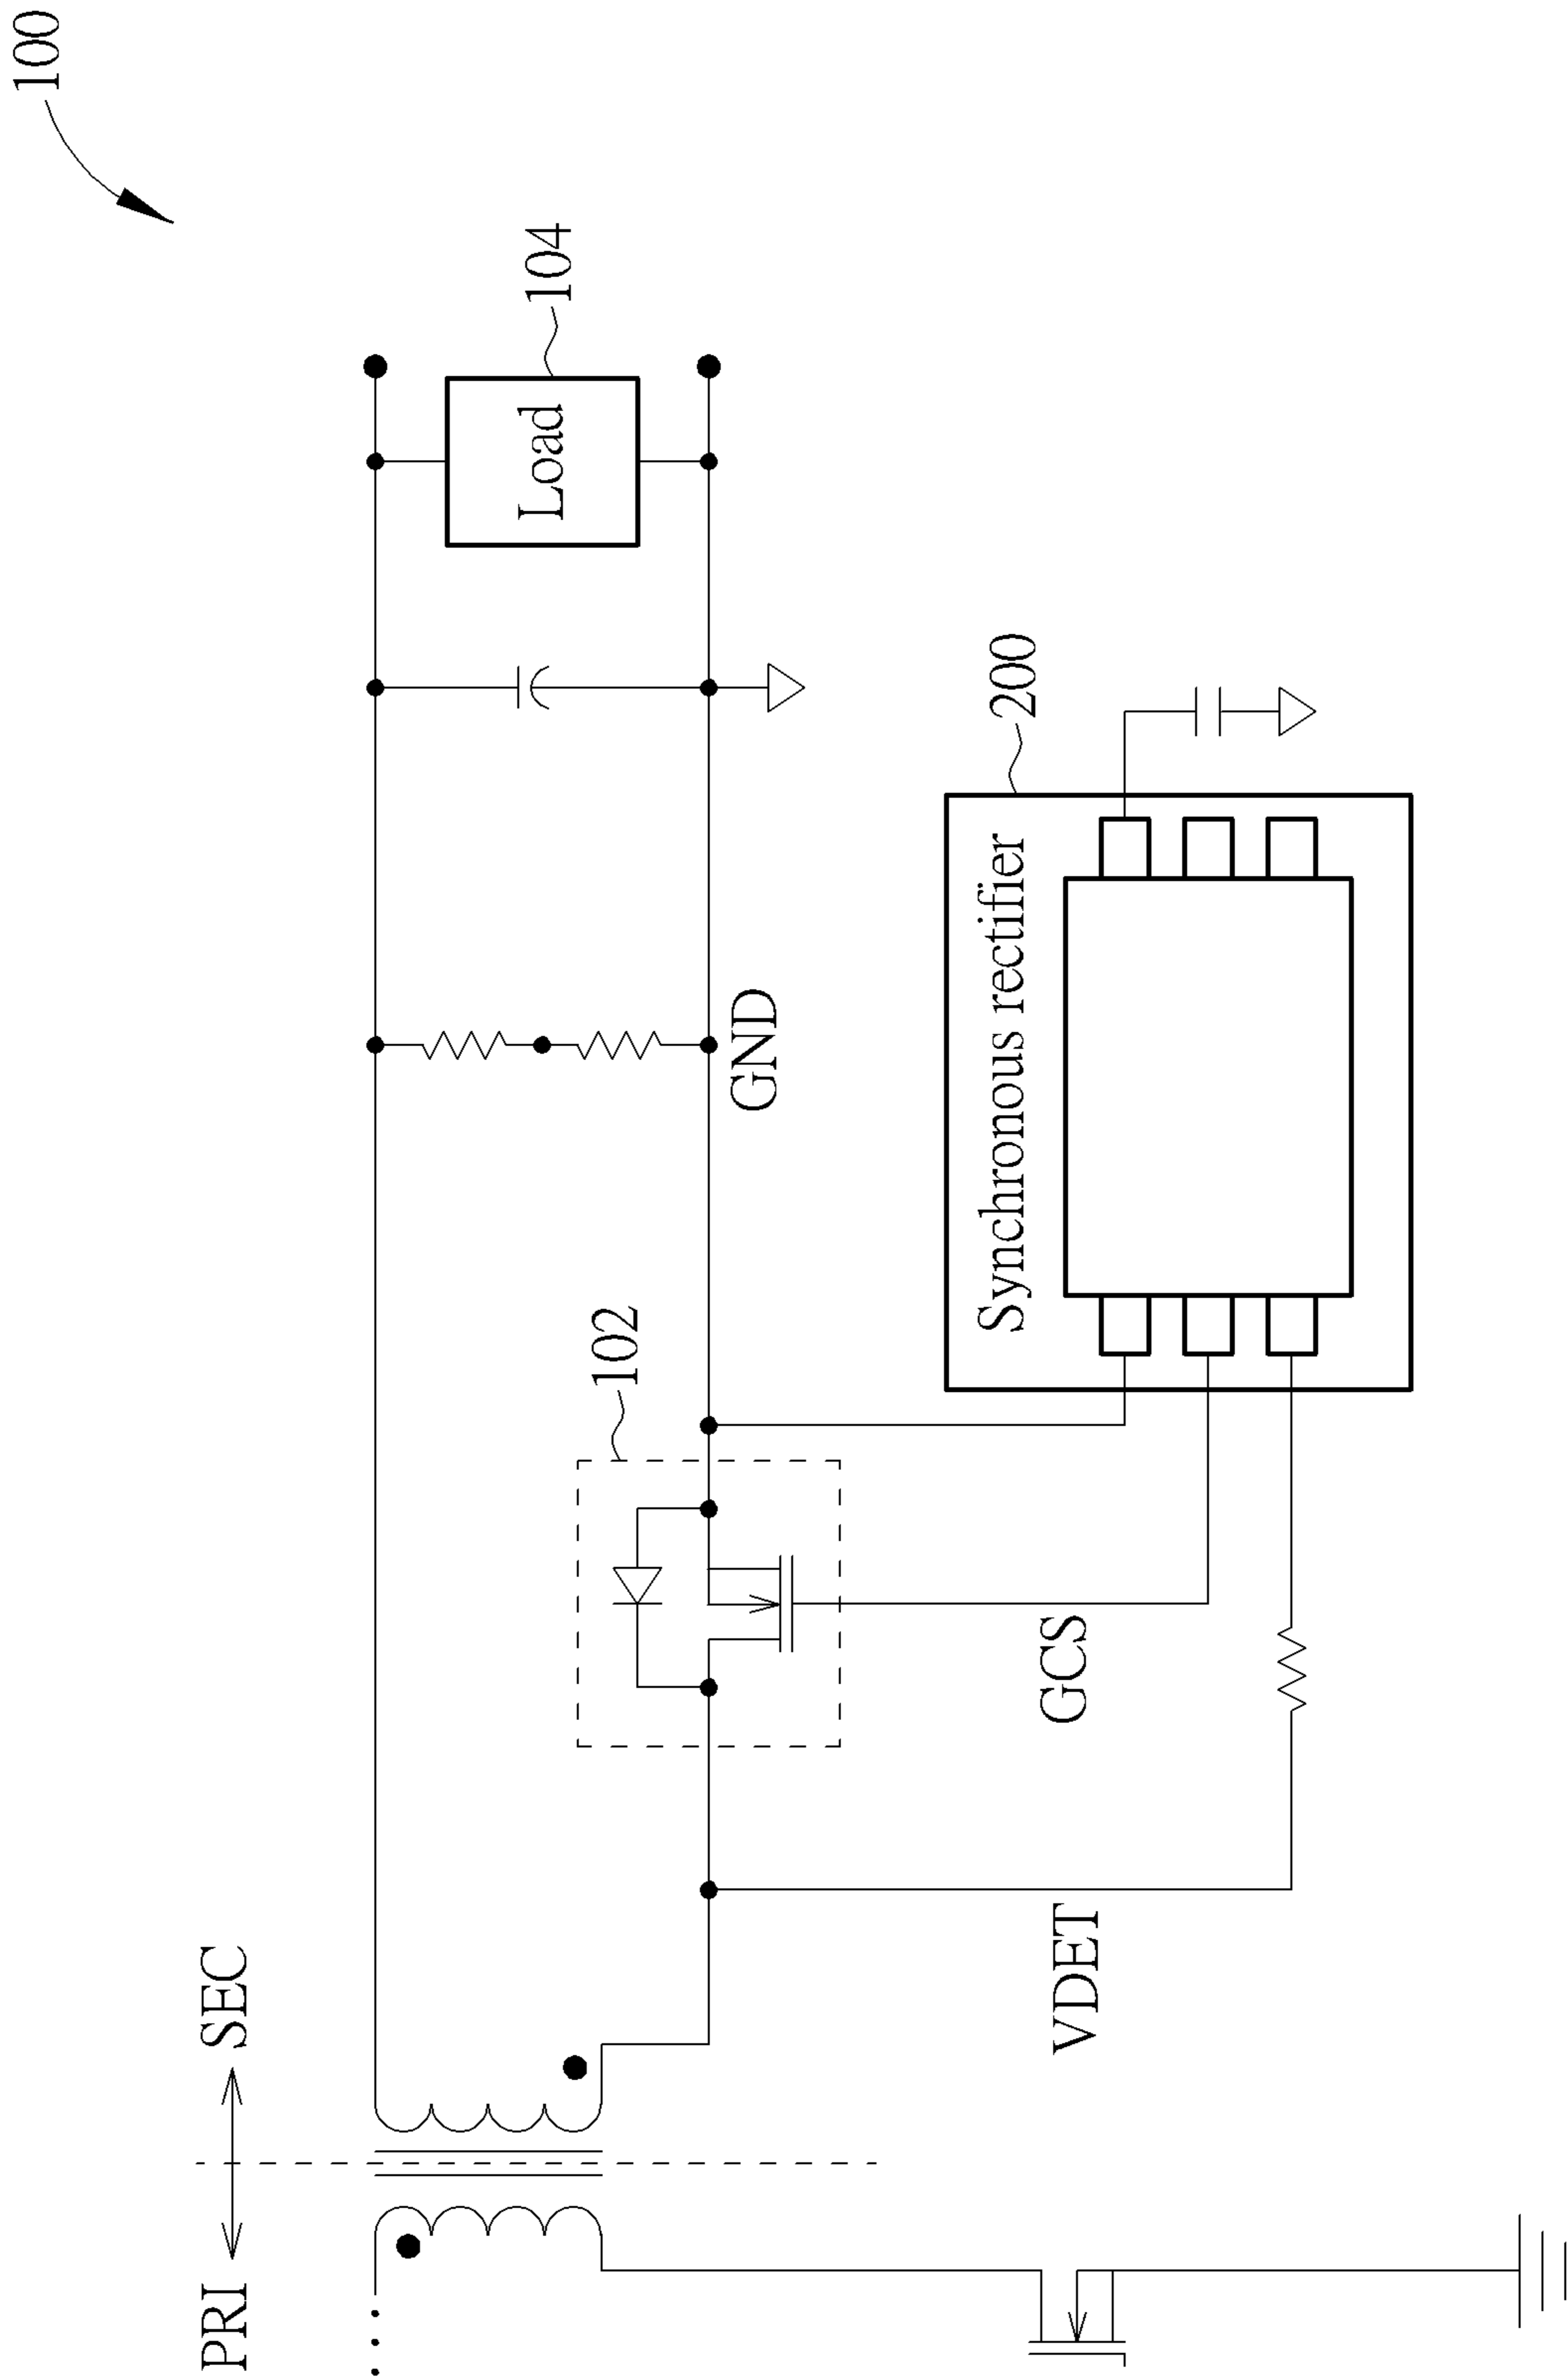 100
PRI
SEC
104
Load
102
GND
200
Synchronous rectifier
GCS
VDET